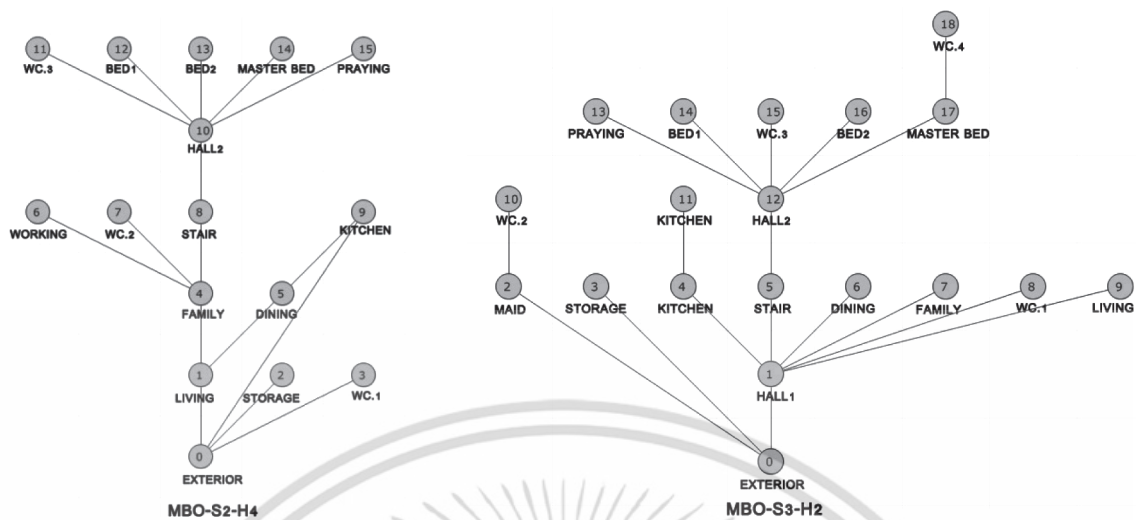 11 12 13 14 15
WC.3 BED1 BED2 MASTER BED PRAYING
10
HALL2
6 7 8 9
WORKING WC.2 STAIR KITCHEN
4 5
FAMILY DINING
1 2 3
LIVING STORAGE WC.1
0
EXTERIOR
MBO-S2-H4
18
WC.4
13 14 15 16 17
PRAYING BED1 WC.3 BED2 MASTER BED
10 11 12
WC.2 KITCHEN HALL2
2 3 4 5 6 7 8 9
MAID STORAGE KITCHEN STAIR DINING FAMILY WC.1 LIVING
1
HALL1
0
EXTERIOR
MBO-S3-H2